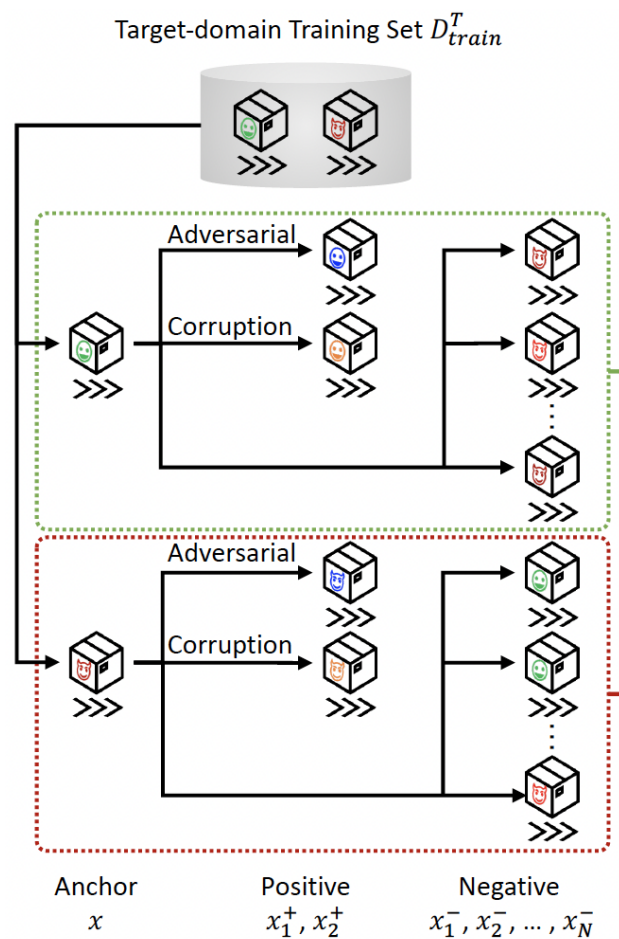 Target-domain Training Set $D_{train}^{T}$
Adversarial
Corruption
Adversarial
Corruption
Anchor Positive Negative
$x$ $x_1^+, x_2^+$ $x_1^-, x_2^-, \ldots, x_N^-$